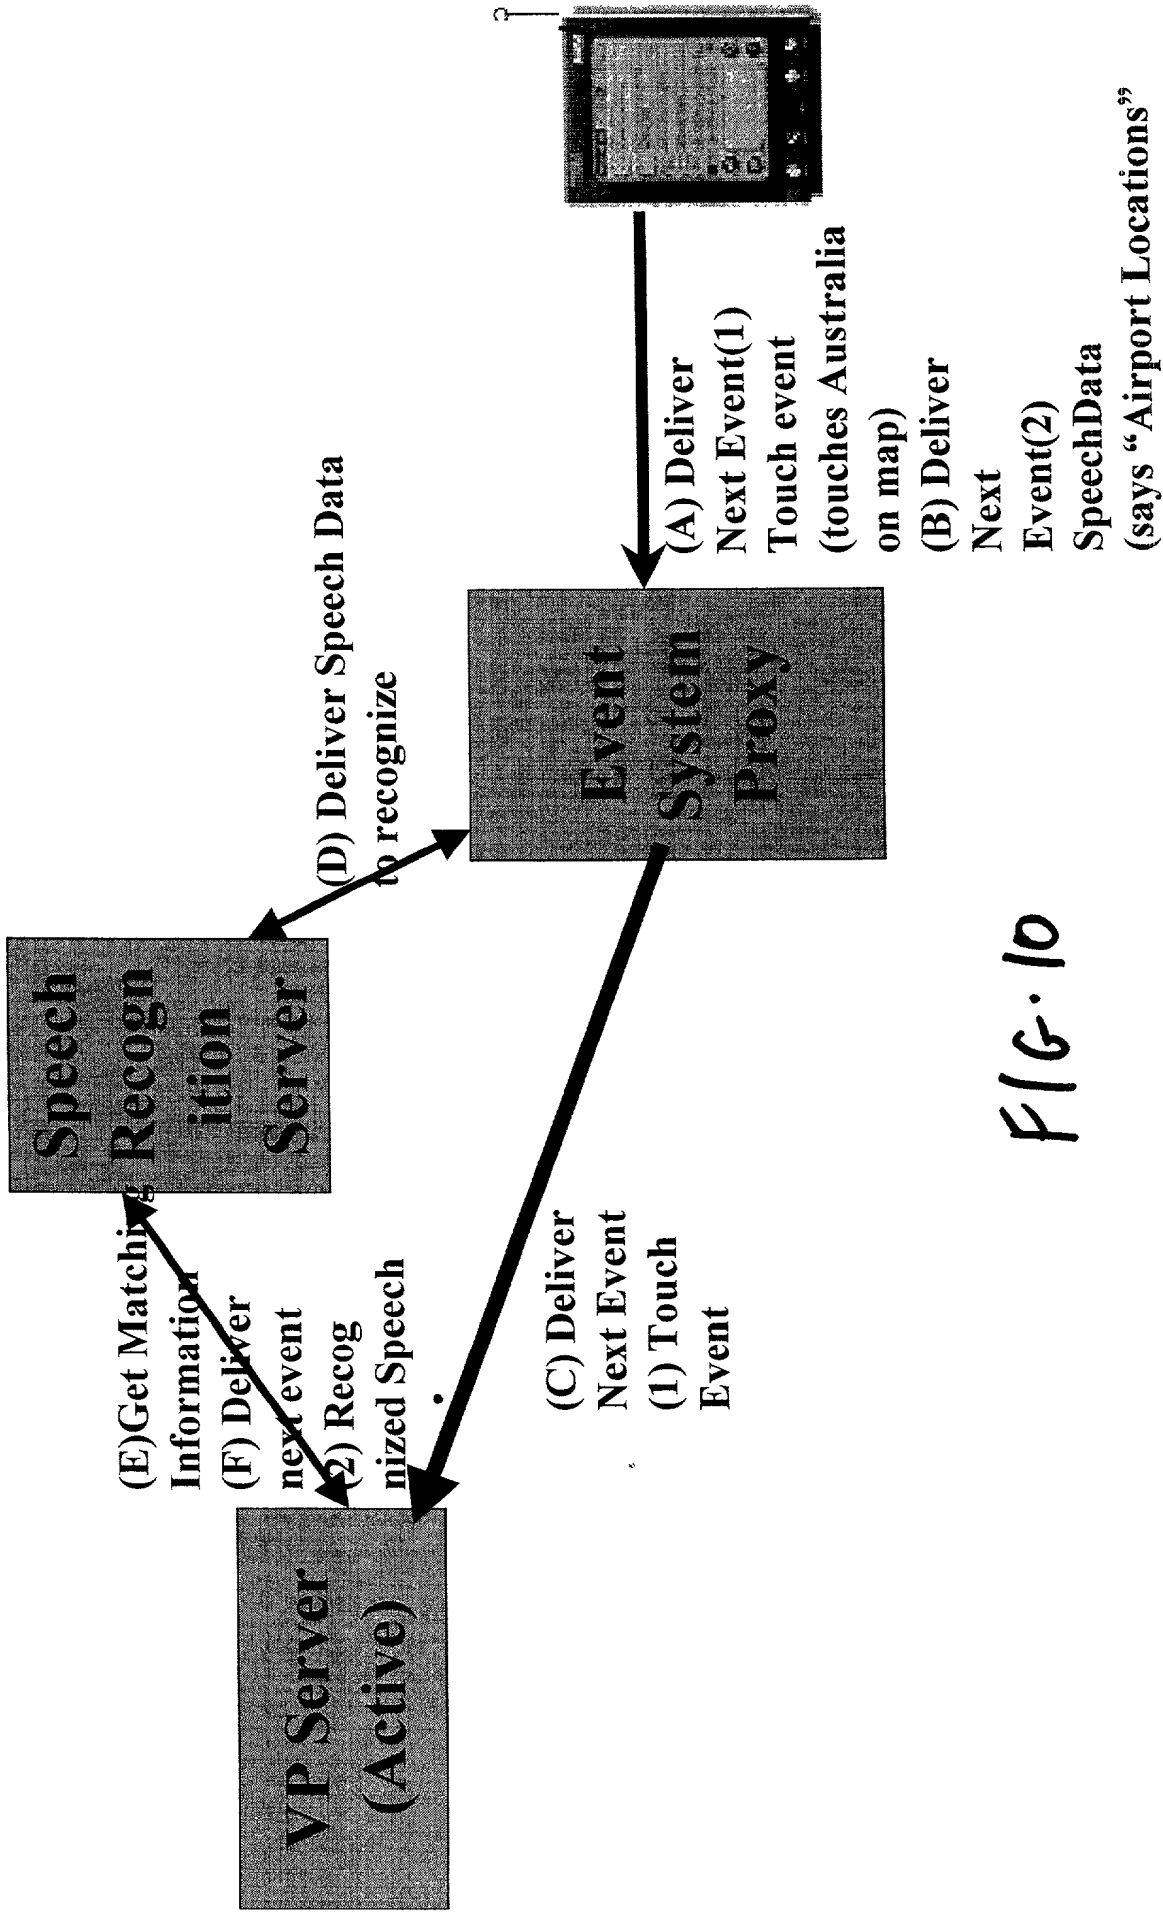 Speech
Recogn
ition
Server
(D) Deliver Speech Data
to recognize
(E)Get Matching
Information
(F) Deliver
next event
(2) Recog
nized Speech
VP Server
(Active)
Event
System
Proxy
(C) Deliver
Next Event
(1) Touch
Event
(A) Deliver
Next Event(1)
Touch event
(touches Australia
on map)
(B) Deliver
Next
Event(2)
SpeechData
(says “Airport Locations”
FIG. 10